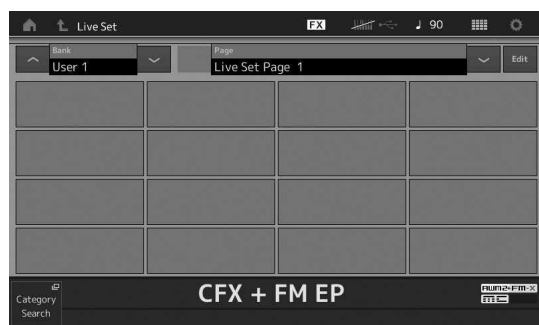 Live Set
FX
♩ 90
Bank
User 1
Page
Live Set Page 1
Edit
Category
Search
CFX + FM EP
AWM2+FM-X
MC